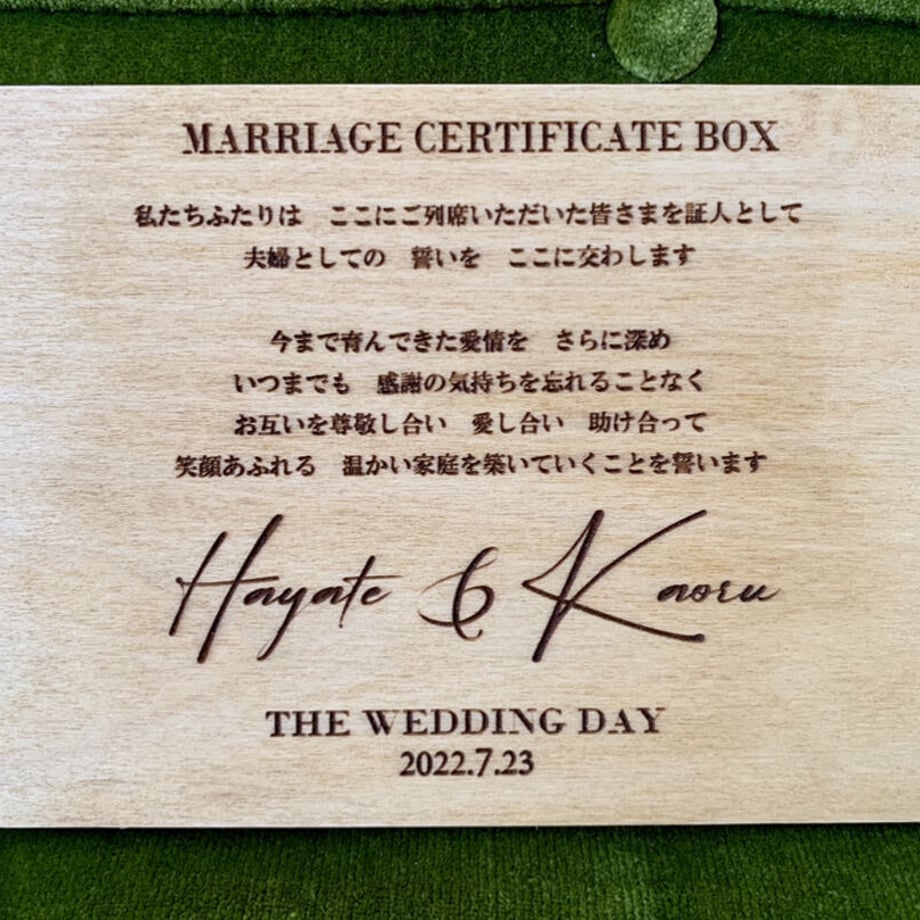 MARRIAGE CERTIFICATE BOX
私たちふたりは　ここにご列席いただいた皆さまを証人として
夫婦としての　誓いを　ここに交わします
今まで育んできた愛情を　さらに深め
いつまでも　感謝の気持ちを忘れることなく
お互いを尊敬し合い　愛し合い　助け合って
笑顔あふれる　温かい家庭を築いていくことを誓います
Hayate & Kaoru
THE WEDDING DAY
2022.7.23